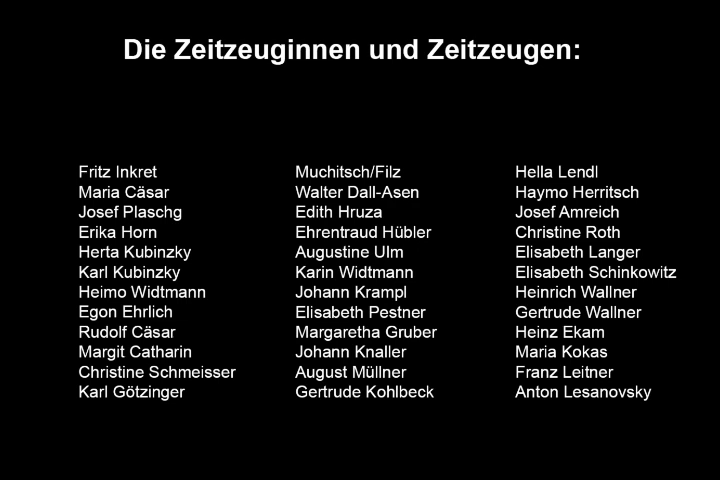 Die Zeitzeuginnen und Zeitzeugen:
Fritz Inkret
Maria Cäsar
Josef Plaschg
Erika Horn
Herta Kubinzky
Karl Kubinzky
Heimo Widtmann
Egon Ehrlich
Rudolf Cäsar
Margit Catharin
Christine Schmeisser
Karl Götzinger
Muchitsch/Filz
Walter Dall-Asen
Edith Hruza
Ehrentraud Hübler
Augustine Ulm
Karin Widtmann
Johann Krampl
Elisabeth Pestner
Margaretha Gruber
Johann Knaller
August Müllner
Gertrude Kohlbeck
Hella Lendl
Haymo Herritsch
Josef Amreich
Christine Roth
Elisabeth Langer
Elisabeth Schinkowitz
Heinrich Wallner
Gertrude Wallner
Heinz Ekam
Maria Kokas
Franz Leitner
Anton Lesanovsky